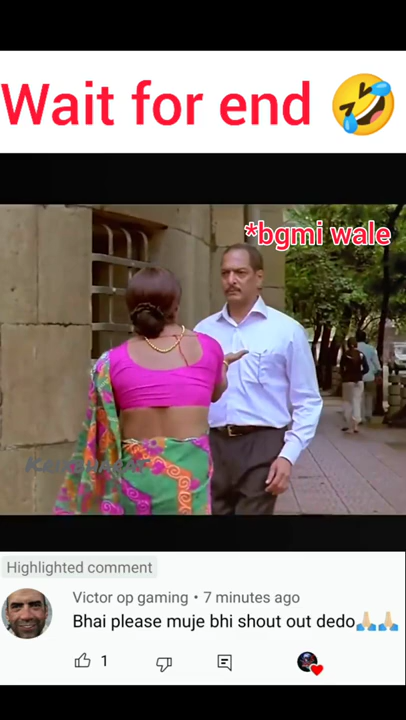 Wait for end 🤣
*bgmi wale
Highlighted comment
Victor op gaming • 7 minutes ago
Bhai please muje bhi shout out dedo🙏🏼🙏🏼
1